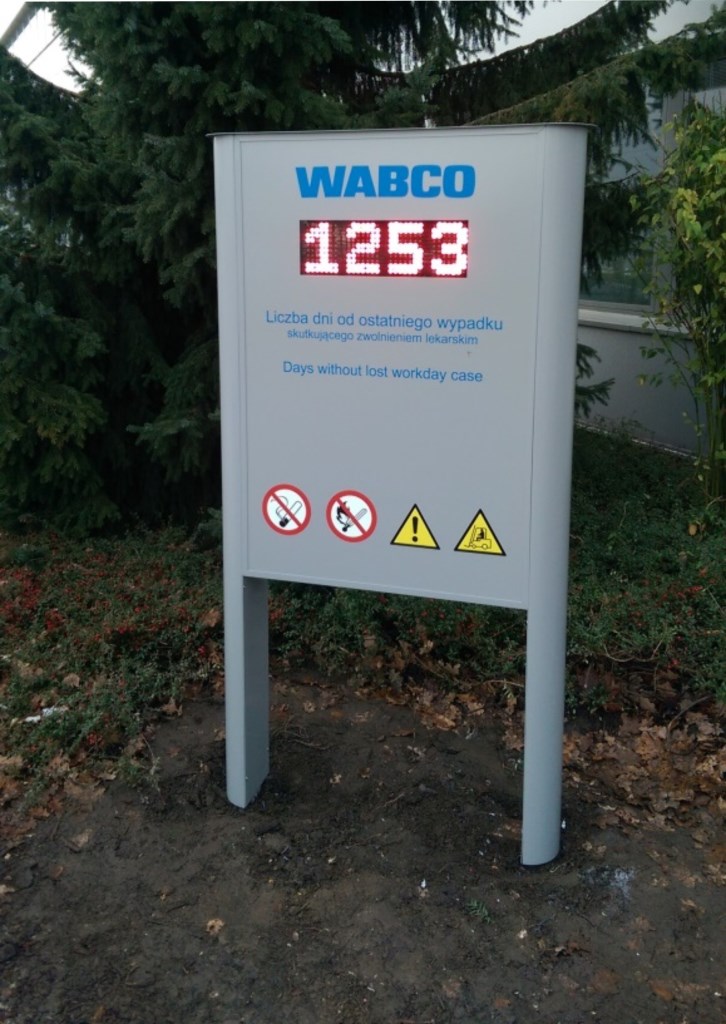 WABCO
1253
Liczba dni od ostatniego wypadku
skutkującego zwolnieniem lekarskim
Days without lost workday case